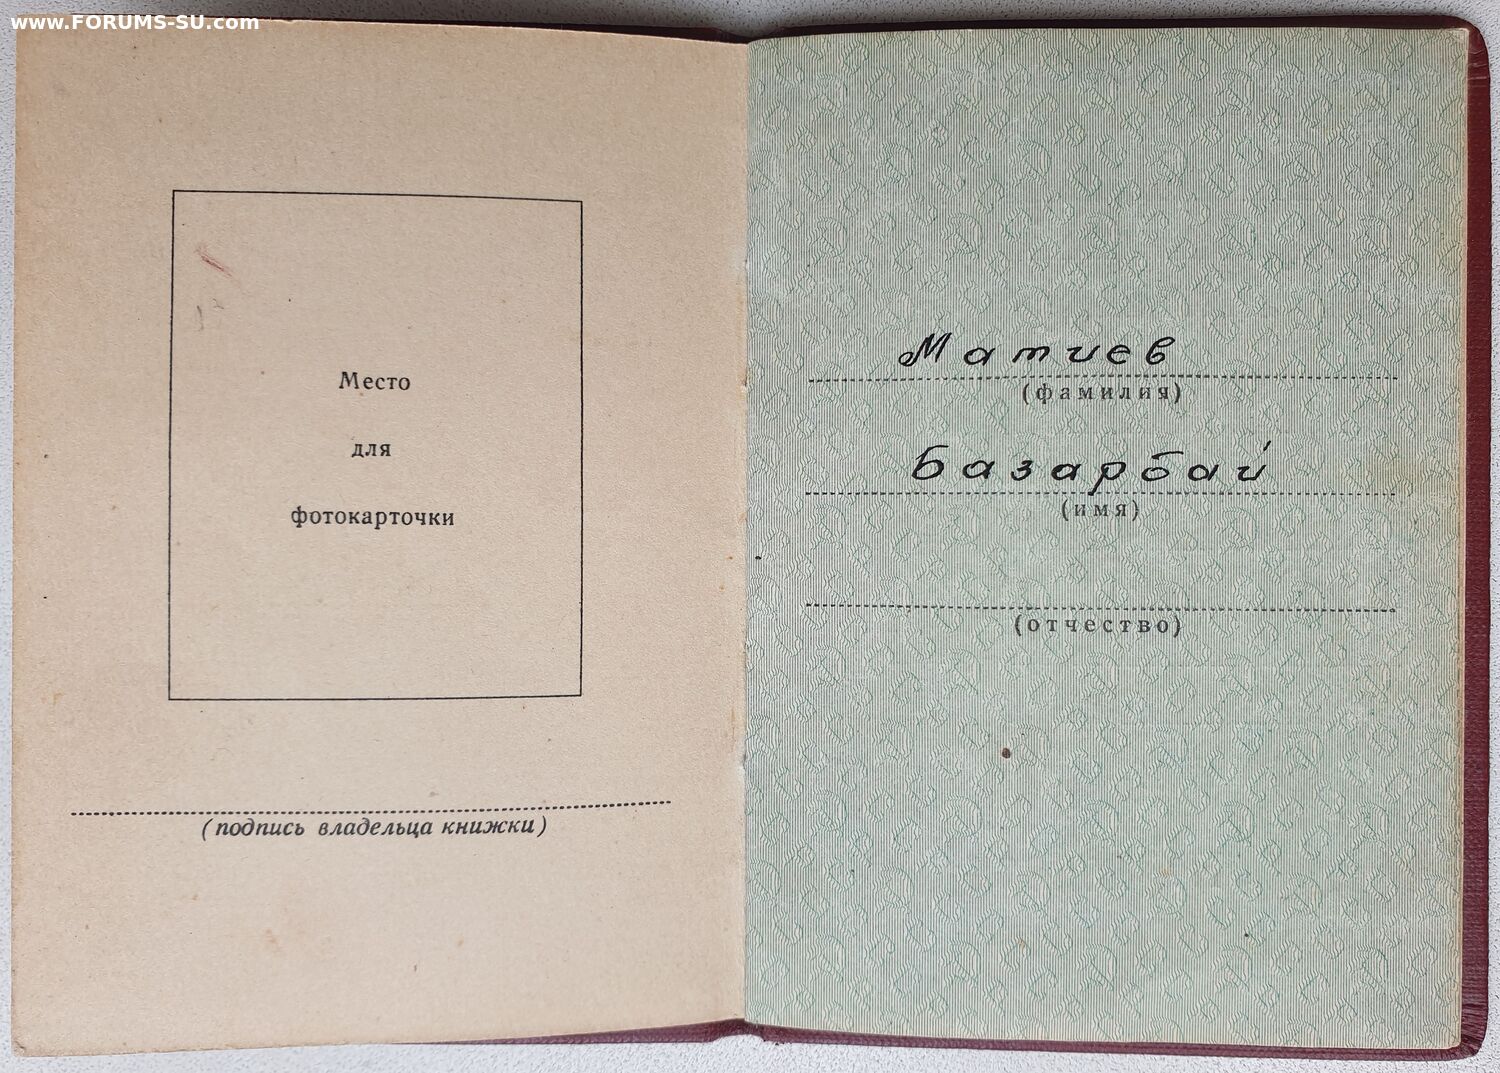 www.FORUMS-SU.com
Место
для
фотокарточки
(подпись владельца книжки)
Матиев
(фамилия)
Базарбай
(имя)
(отчество)